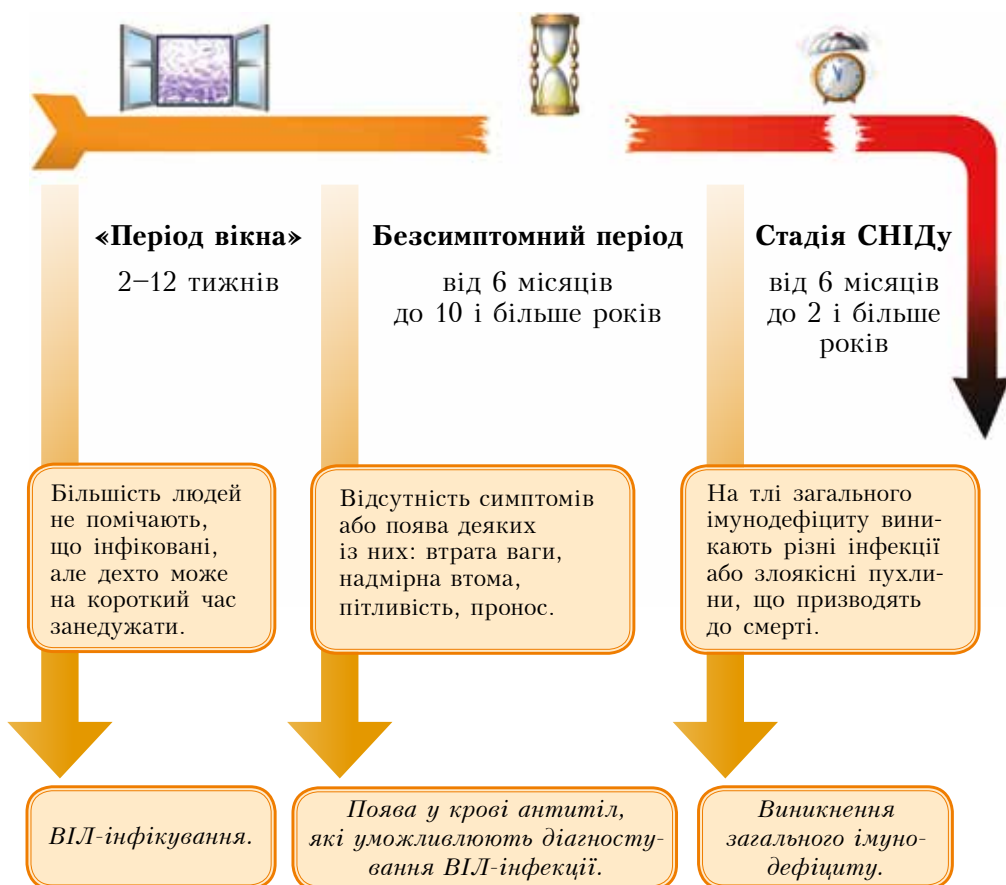 «Період вікна»
2–12 тижнів
Безсимптомний період
від 6 місяців
до 10 і більше років
Стадія СНІДу
від 6 місяців
до 2 і більше
років
Більшість людей
не помічають,
що інфіковані,
але дехто може
на короткий час
занедужати.
Відсутність симптомів
або поява деяких
із них: втрата ваги,
надмірна втома,
пітливість, пронос.
На тлі загального
імунодефіциту вини-
кають різні інфекції
або злоякісні пухли-
ни, що призводять
до смерті.
ВІЛ-інфікування.
Поява у крові антитіл,
які уможливлюють діагносту-
вання ВІЛ-інфекції.
Виникнення
загального імуно-
дефіциту.